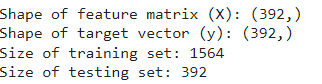 Shape of feature matrix (X): (392,)
Shape of target vector (y): (392,)
Size of training set: 1564
Size of testing set: 392